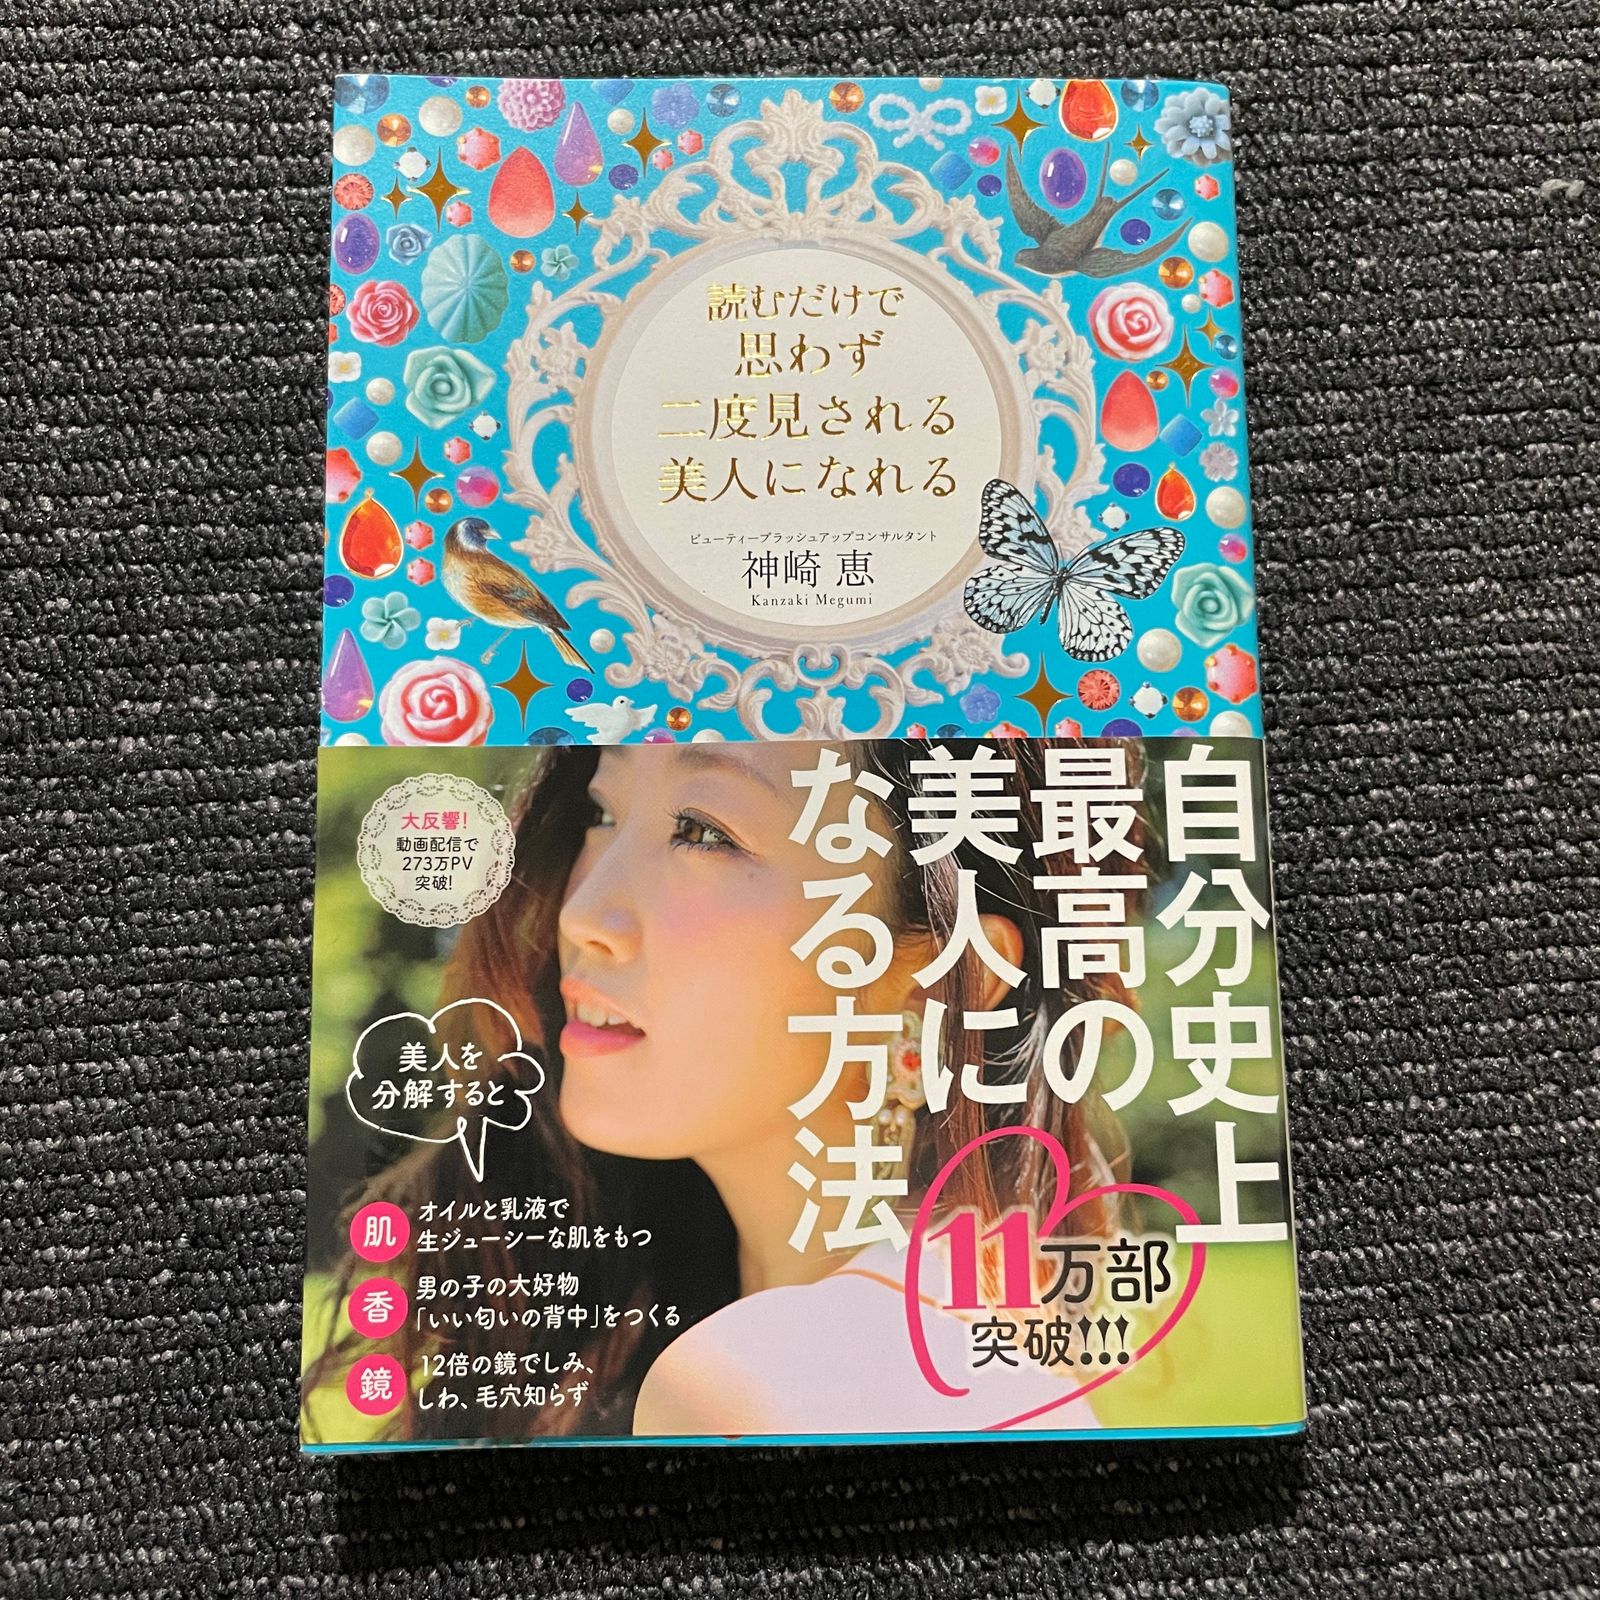 読むだけで
思わず
二度見される
美人になれる
ビューティーブラッシュアップコンサルタント
神崎 恵
Kanzaki Megumi
自分史上
最高の
美人に
なる方法
大反響!
動画配信で
273万PV
突破!
美人を
分解すると
肌
オイルと乳液で
生ジューシーな肌をもつ
香
男の子の大好物
「いい匂いの背中」をつくる
鏡
12倍の鏡でしみ、
しわ、毛穴知らず
11万部
突破!!!